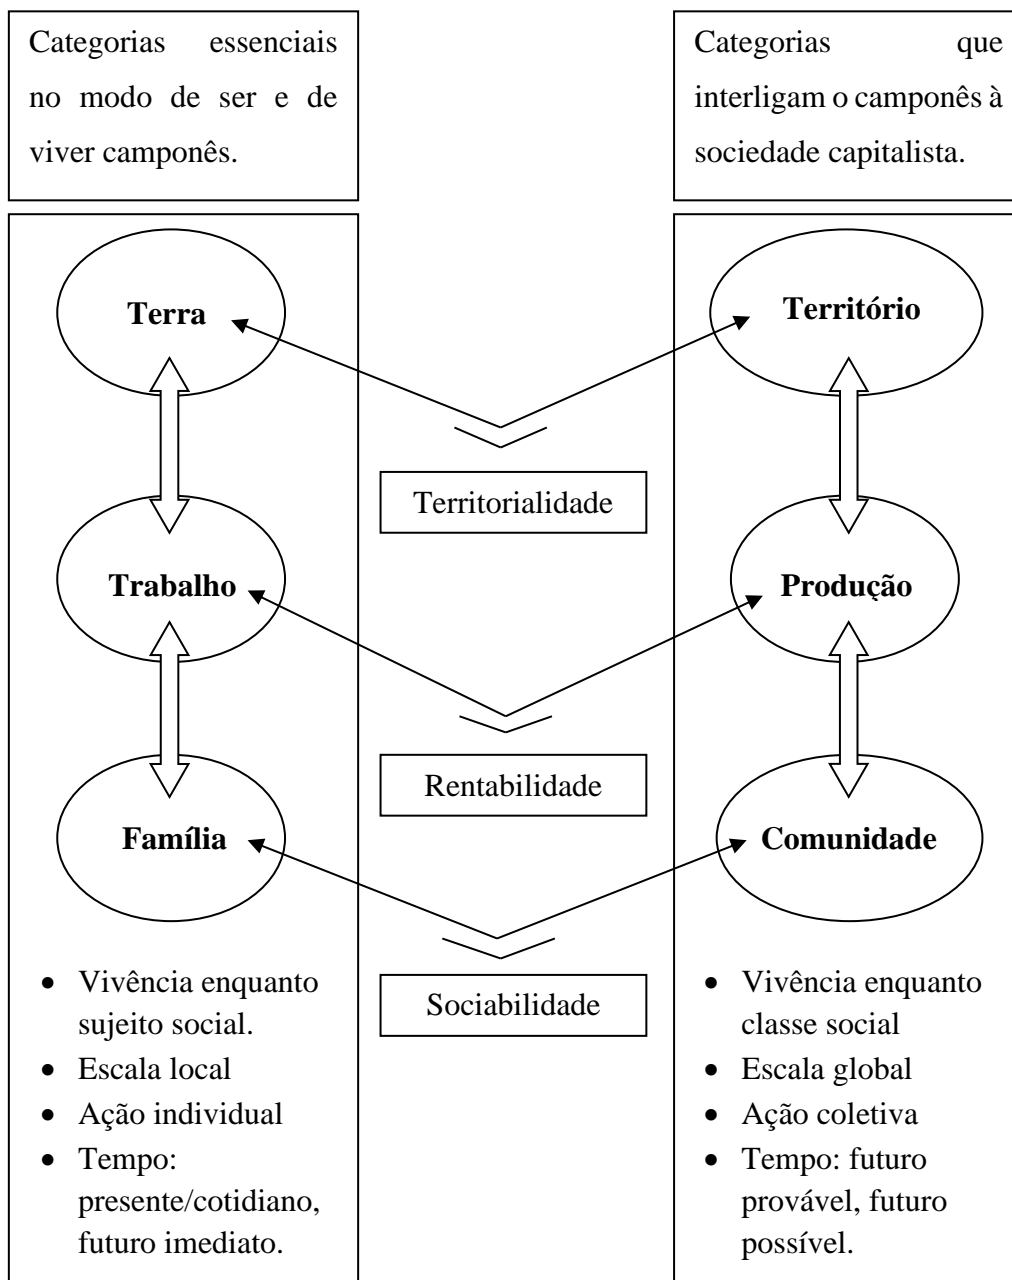 Categorias essenciais
no modo de ser e de
viver camponês.
Categorias que
interligam o camponês à
sociedade capitalista.
Terra
Território
Territorialidade
Trabalho
Produção
Rentabilidade
Família
Comunidade
Sociabilidade
• Vivência enquanto
sujeito social.
• Escala local
• Ação individual
• Tempo:
presente/cotidiano,
futuro imediato.
• Vivência enquanto
classe social
• Escala global
• Ação coletiva
• Tempo: futuro
provável, futuro
possível.